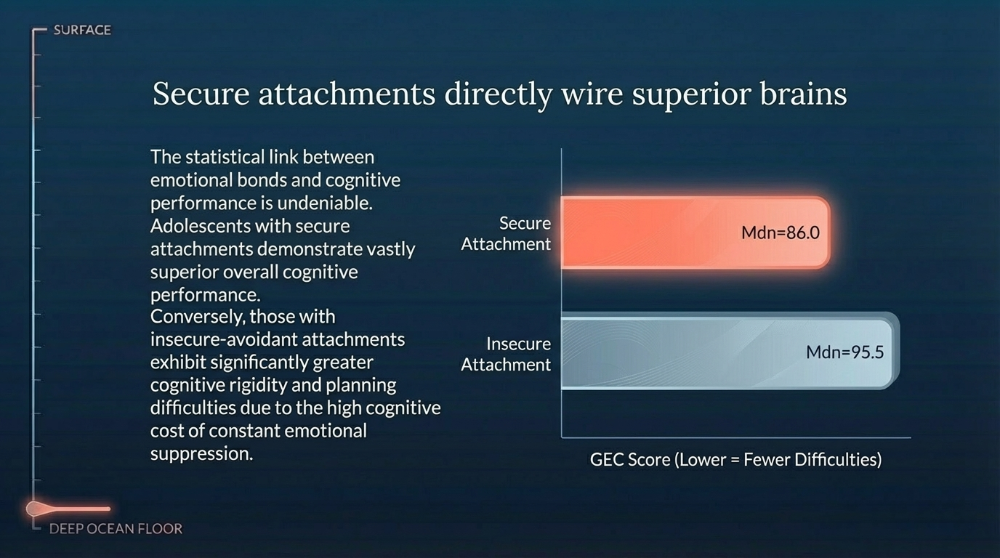 SURFACE
Secure attachments directly wire superior brains
The statistical link between
emotional bonds and cognitive
performance is undeniable.
Adolescents with secure
attachments demonstrate vastly
superior overall cognitive
performance.
Conversely, those with
insecure-avoidant attachments
exhibit significantly greater
cognitive rigidity and planning
difficulties due to the high cognitive
cost of constant emotional
suppression.
Secure
Attachment
Mdn=86.0
Insecure
Attachment
Mdn=95.5
GEC Score (Lower = Fewer Difficulties)
DEEP OCEAN FLOOR